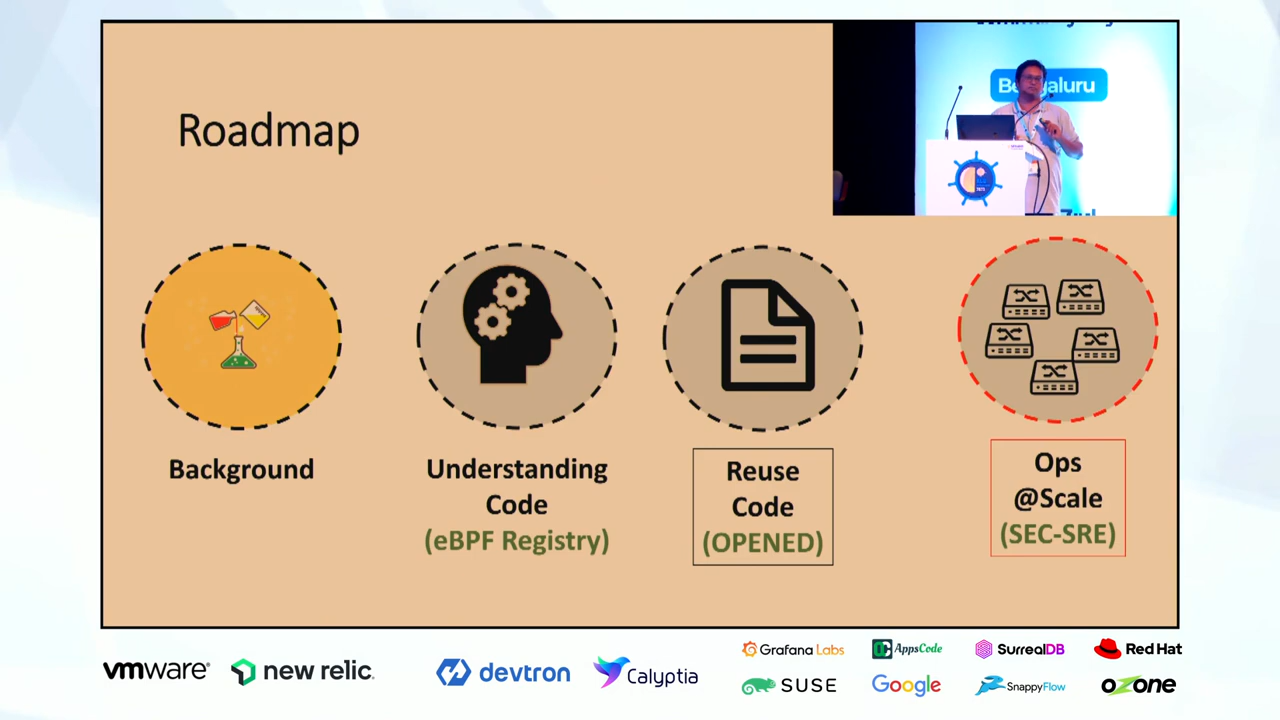 Roadmap
Bengaluru
Background
Understanding
Code
(eBPF Registry)
Reuse
Code
(OPENED)
Ops
@Scale
(SEC-SRE)
vmware®
new relic.
devtron
Calyptia
Grafana Labs
AppsCode
SurrealDB
Red Hat
SUSE
Google
SnappyFlow
ozone